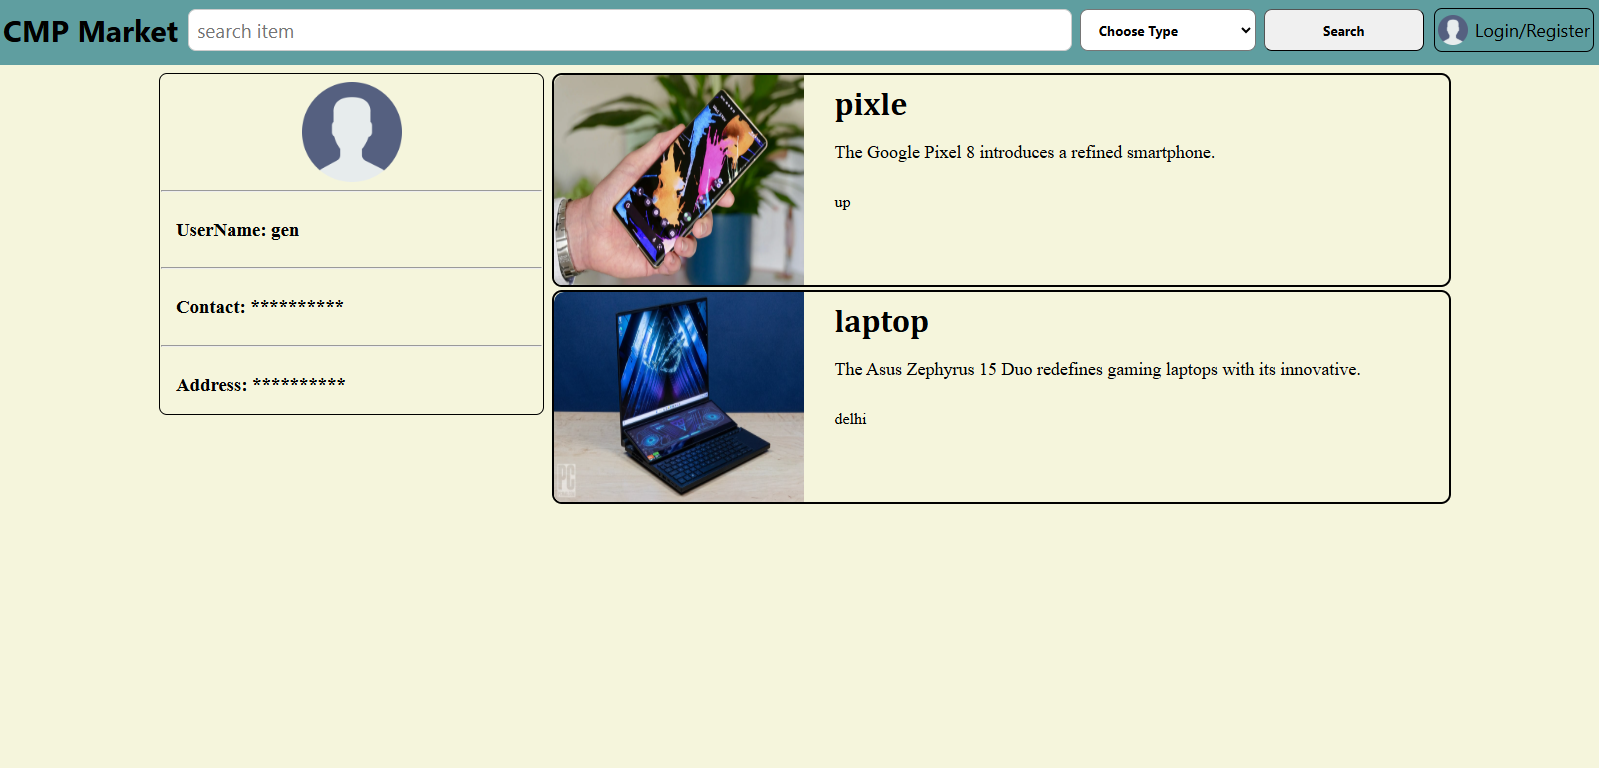 CMP Market
search item
Choose Type
Search
Login/Register
UserName: gen
Contact: **********
Address: **********
pixle
The Google Pixel 8 introduces a refined smartphone.
up
laptop
The Asus Zephyrus 15 Duo redefines gaming laptops with its innovative.
delhi
PC